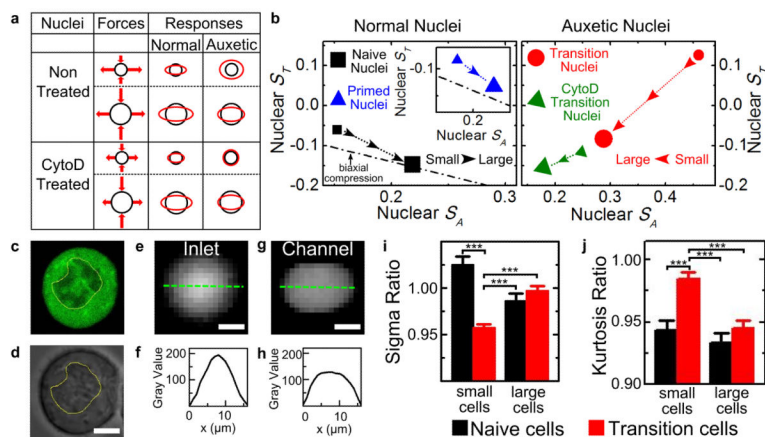 a
Nuclei Forces Responses
Normal Auxetic
Non
Treated
CytoD
Treated
b
Normal Nuclei
Nuclear S_T
0.1
0.0
-0.1
-0.2
Naive
Nuclei
Primed
Nuclei
Nuclear S_T
-0.1
0.2
Nuclear S_A
Small Large
biaxial
compression
0.2 0.3
Nuclear S_A
Auxetic Nuclei
Transition
Nuclei
CytoD
Transition
Nuclei
Large Small
0.1
0.0
-0.1
-0.2
Nuclear S_T
0.2 0.3 0.4
Nuclear S_A
c
d
e
Inlet
f
Gray Value
200
100
0 10
x (µm)
g
Channel
h
Gray Value
200
100
0 10
x (µm)
i
Sigma Ratio
1.00
0.95
***
***
***
small
cells
large
cells
j
Kurtosis Ratio
1.00
0.95
0.90
***
***
***
small
cells
large
cells
Naive cells Transition cells